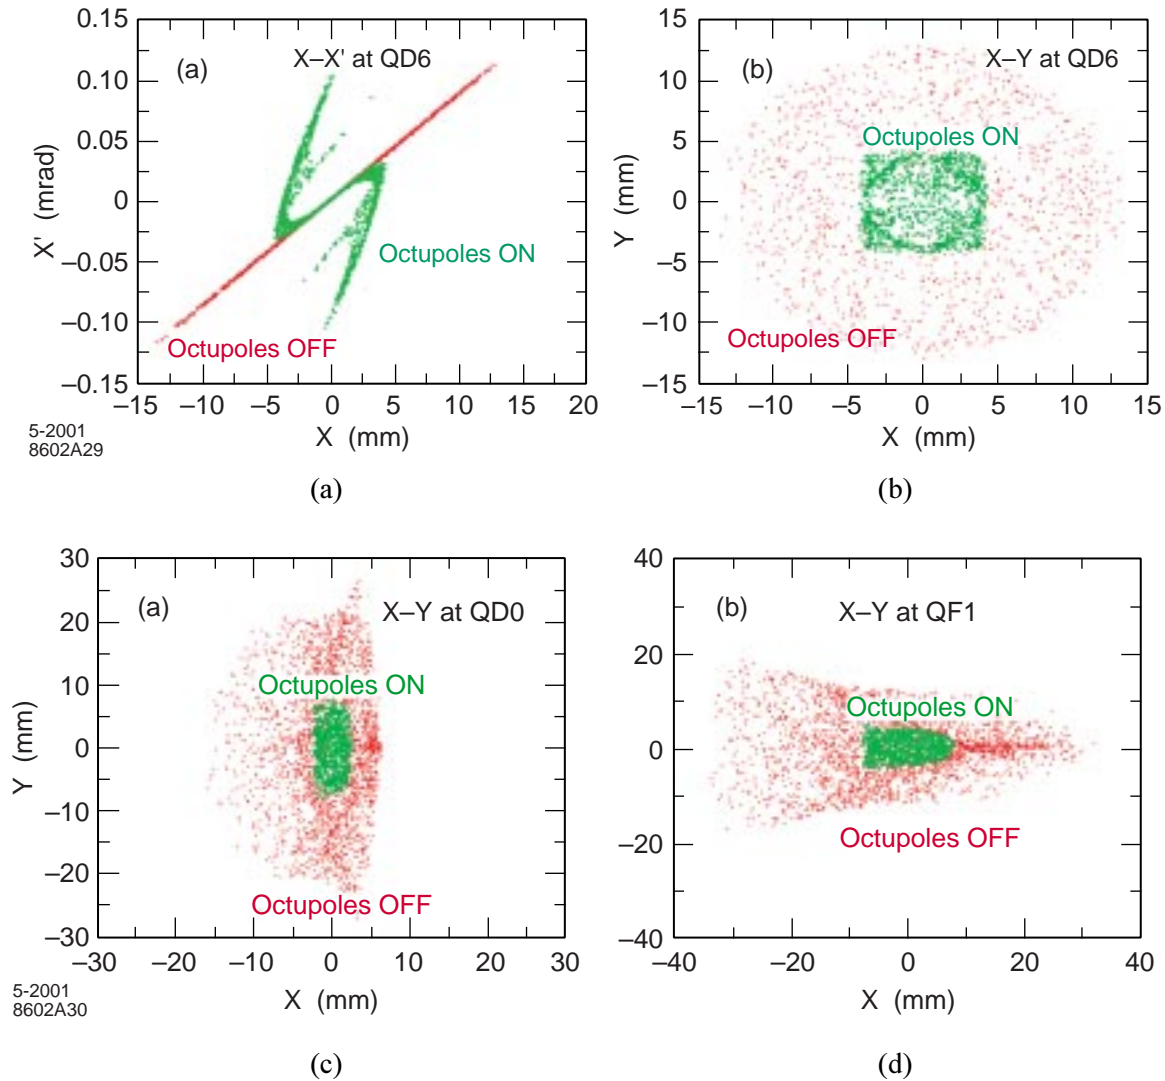 (a)
X–X' at QD6
0.15
0.10
0.05
0
–0.05
–0.10
–0.15
X' (mrad)
Octupoles ON
Octupoles OFF
–15
–10
–5
0
5
10
15
20
X (mm)
5-2001
8602A29
(a)
(b)
X–Y at QD6
15
10
5
0
–5
–10
–15
Y (mm)
Octupoles ON
Octupoles OFF
–15
–10
–5
0
5
10
15
X (mm)
(b)
(a)
X–Y at QD0
30
20
10
0
–10
–20
–30
Y (mm)
Octupoles ON
Octupoles OFF
–30
–20
–10
0
10
20
30
X (mm)
5-2001
8602A30
(c)
(b)
X–Y at QF1
40
20
0
–20
–40
Octupoles ON
Octupoles OFF
–40
–20
0
20
40
X (mm)
(d)